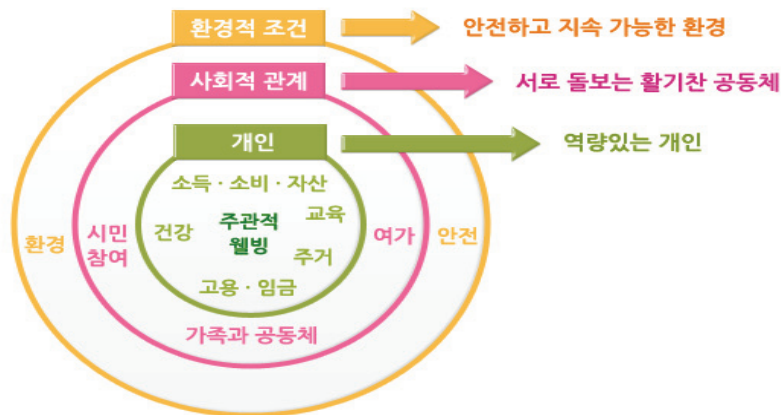 환경적 조건
안전하고 지속 가능한 환경
사회적 관계
서로 돌보는 활기찬 공동체
개인
역량있는 개인
소득 · 소비 · 자산
건강
주관적
웰빙
교육
주거
고용 · 임금
환경
시민
참여
여가
안전
가족과 공동체